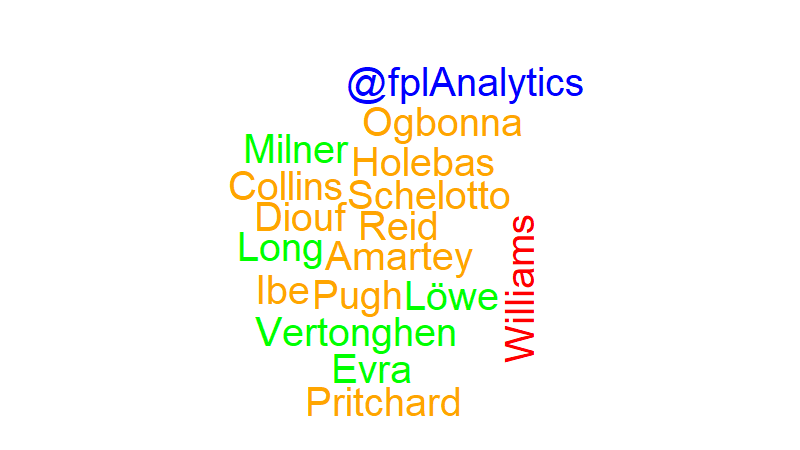 @fplAnalytics
Ogbonna
Milner
Holebas
Collins
Schelotto
Diouf
Reid
Long
Amartey
Williams
Ibe
Pugh
Löwe
Vertonghen
Evra
Pritchard